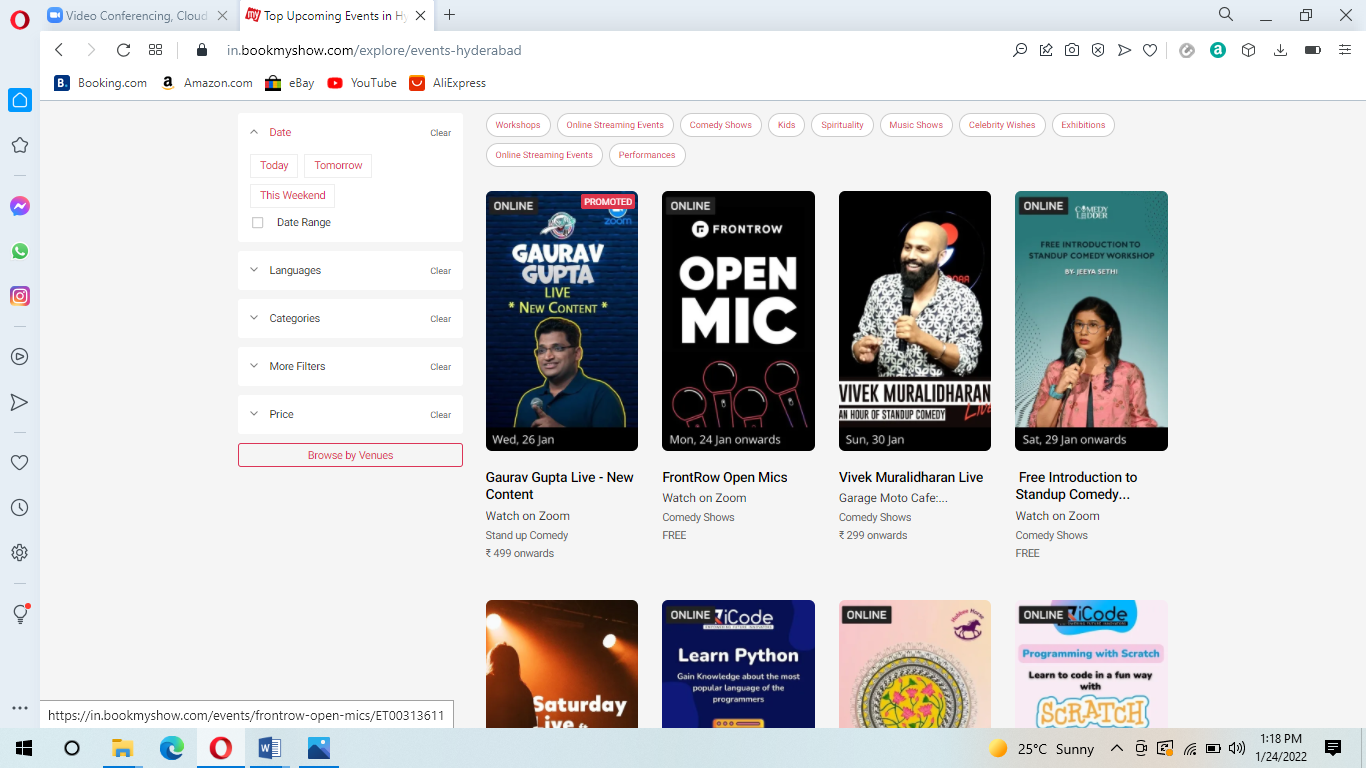 Video Conferencing, Cloud
Top Upcoming Events in Hy
in.bookmyshow.com/explore/events-hyderabad
Booking.com
Amazon.com
eBay
YouTube
AliExpress
Date
Clear
Today
Tomorrow
This Weekend
Date Range
Languages
Clear
Categories
Clear
More Filters
Clear
Price
Clear
Browse by Venues
Workshops
Online Streaming Events
Comedy Shows
Kids
Spirituality
Music Shows
Celebrity Wishes
Exhibitions
Online Streaming Events
Performances
ONLINE
PROMOTED
zoom
GAURAV
GUPTA
LIVE
* NEW CONTENT *
Wed, 26 Jan
Gaurav Gupta Live - New
Content
Watch on Zoom
Stand up Comedy
₹ 499 onwards
ONLINE
FRONTROW
OPEN
MIC
Mon, 24 Jan onwards
FrontRow Open Mics
Watch on Zoom
Comedy Shows
FREE
VIVEK MURALIDHARAN
AN HOUR OF STANDUP COMEDY
Live
Sun, 30 Jan
Vivek Muralidharan Live
Garage Moto Cafe:...
Comedy Shows
₹ 299 onwards
ONLINE
COMEDY
LADDER
FREE INTRODUCTION TO
STANDUP COMEDY WORKSHOP
BY- JEEYA SETHI
Sat, 29 Jan onwards
Free Introduction to
Standup Comedy...
Watch on Zoom
Comedy Shows
FREE
Saturday
Live
ONLINE
iCode
Learn Python
Gain Knowledge about the most
popular language of the
programmers
ONLINE
ONLINE
iCode
Programming with Scratch
Learn to code in a fun way
with
SCRATCH
https://in.bookmyshow.com/events/frontrow-open-mics/ET00313611
25°C Sunny
1:18 PM
1/24/2022